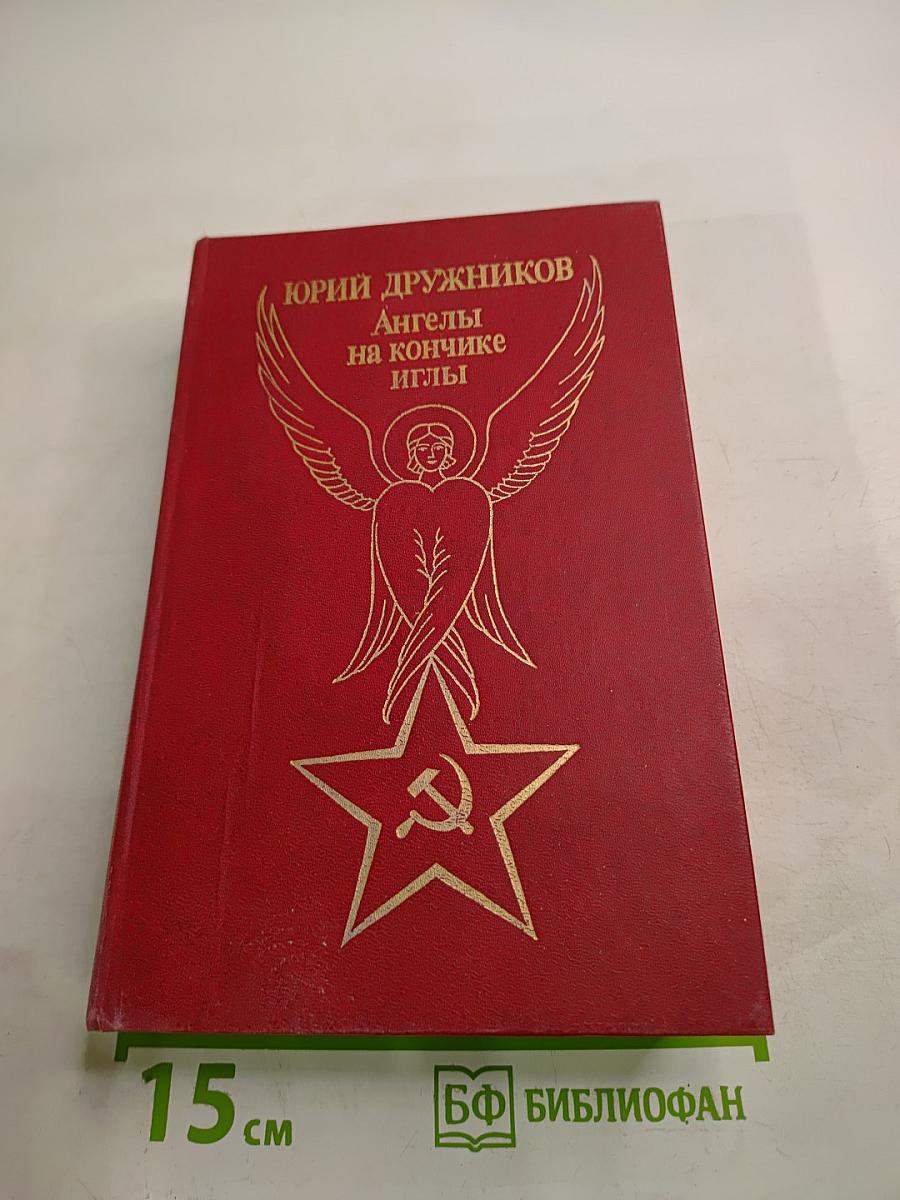 ЮРИЙ ДРУЖНИКОВ
Ангелы
на кончике
иглы
15 см
БФ БИБЛИОФАН